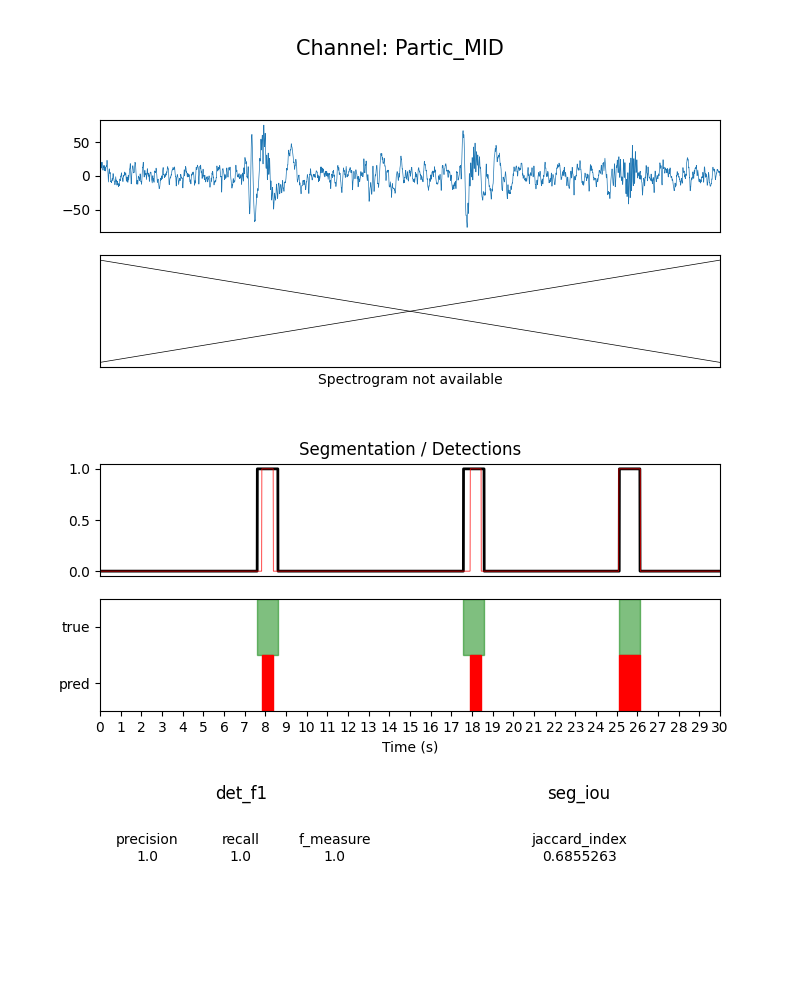 Channel: Partic_MID
50
0
−50
Spectrogram not available
Segmentation / Detections
1.0
0.5
0.0
true
pred
0 1 2 3 4 5 6 7 8 9 10 11 12 13 14 15 16 17 18 19 20 21 22 23 24 25 26 27 28 29 30
Time (s)
det_f1 seg_iou
precision recall f_measure jaccard_index
1.0 1.0 1.0 0.6855263